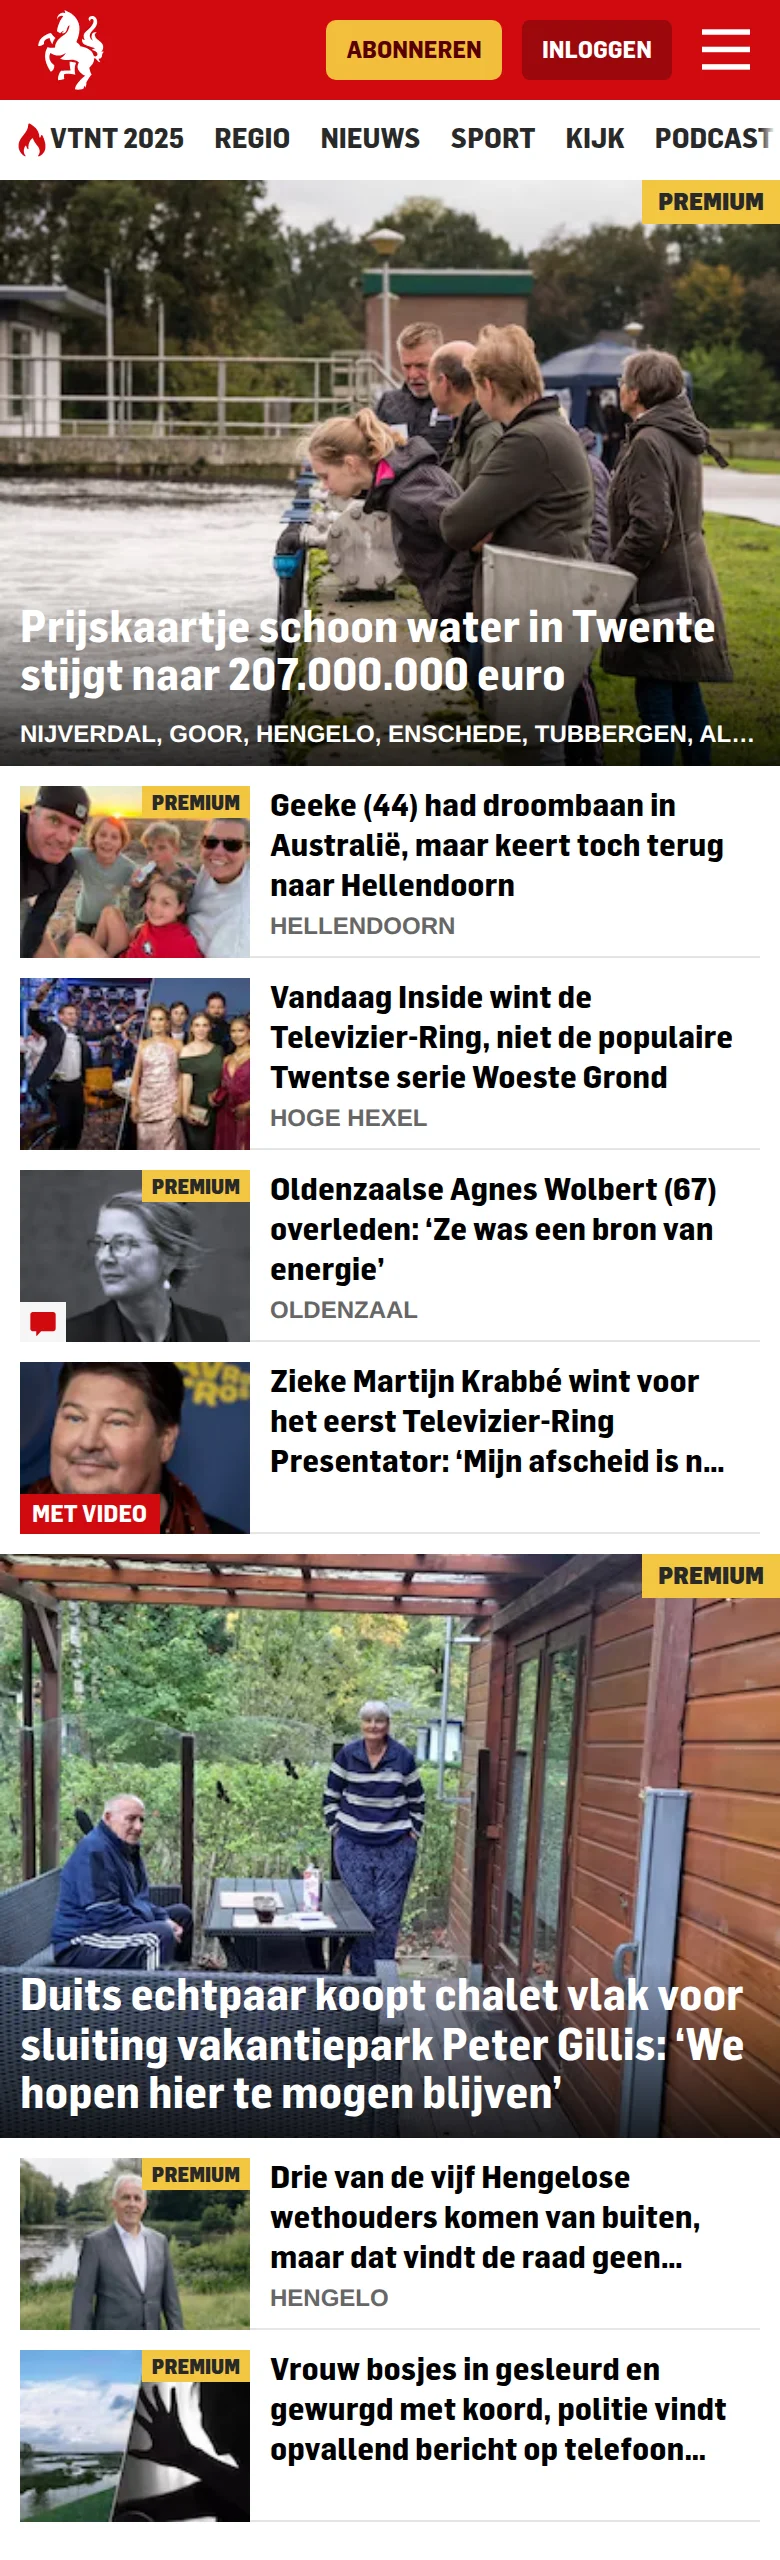 ABONNEREN
INLOGGEN
VTNT 2025 REGIO NIEUWS SPORT KIJK PODCAST
PREMIUM
Prijskaartje schoon water in Twente
stijgt naar 207.000.000 euro
NIJVERDAL, GOOR, HENGELO, ENSCHEDE, TUBBERGEN, AL…
PREMIUM
Geeke (44) had droombaan in
Australië, maar keert toch terug
naar Hellendoorn
HELLENDOORN
Vandaag Inside wint de
Televizier-Ring, niet de populaire
Twentse serie Woeste Grond
HOGE HEXEL
PREMIUM
Oldenzaalse Agnes Wolbert (67)
overleden: ‘Ze was een bron van
energie’
OLDENZAAL
MET VIDEO
Zieke Martijn Krabbé wint voor
het eerst Televizier-Ring
Presentator: ‘Mijn afscheid is n…
PREMIUM
Duits echtpaar koopt chalet vlak voor
sluiting vakantiepark Peter Gillis: ‘We
hopen hier te mogen blijven’
PREMIUM
Drie van de vijf Hengelose
wethouders komen van buiten,
maar dat vindt de raad geen…
HENGELO
PREMIUM
Vrouw bosjes in gesleurd en
gewurgd met koord, politie vindt
opvallend bericht op telefoon…